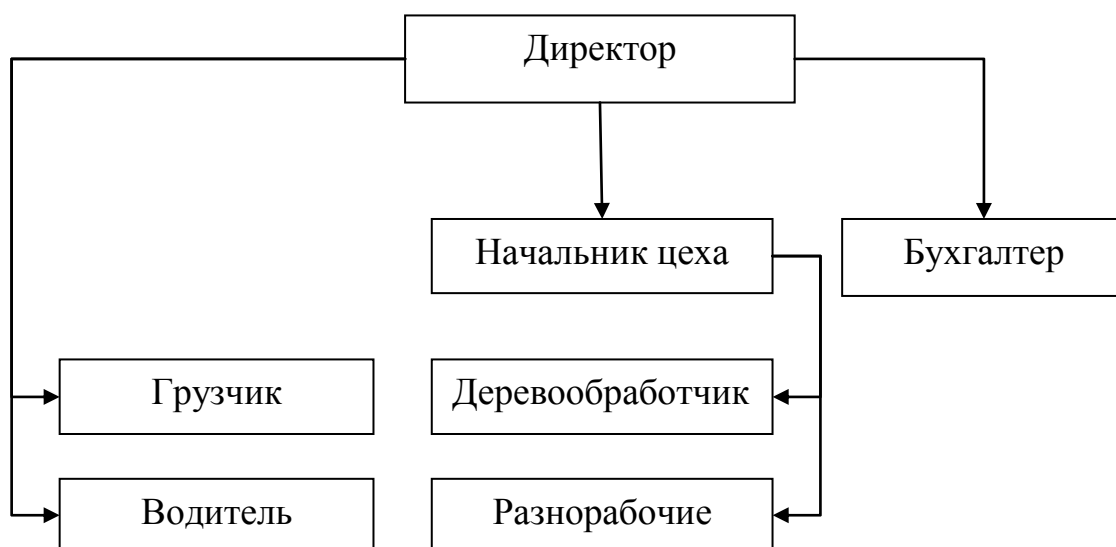 Директор
Начальник цеха
Бухгалтер
Грузчик
Деревообработчик
Водитель
Разнорабочие